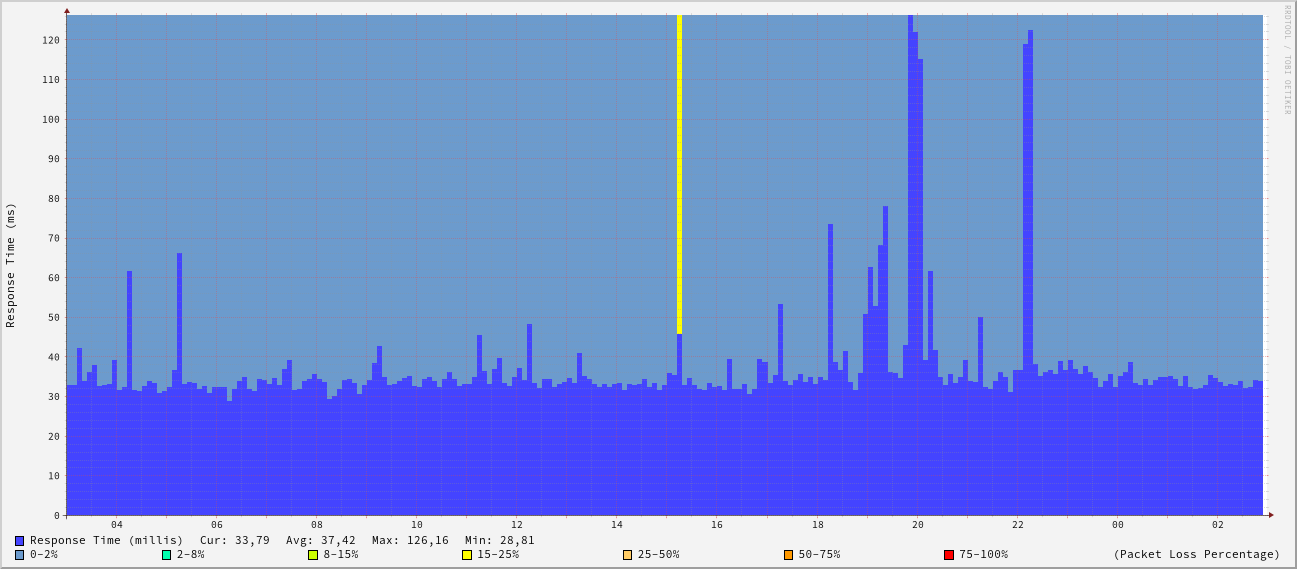 RRDTOOL / TOBI OETIKER
Response Time (ms)
120
110
100
90
80
70
60
50
40
30
20
10
0
04 06 08 10 12 14 16 18 20 22 00 02
Response Time (millis) Cur: 33,79 Avg: 37,42 Max: 126,16 Min: 28,81
0-2% 2-8% 8-15% 15-25% 25-50% 50-75% 75-100% (Packet Loss Percentage)